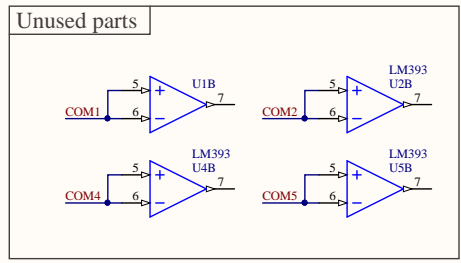 Unused parts
LM393
5 U1B 5 U2B
7 7
COM1 6 COM2 6
LM393 LM393
5 U4B 5 U5B
7 7
COM4 6 COM5 6